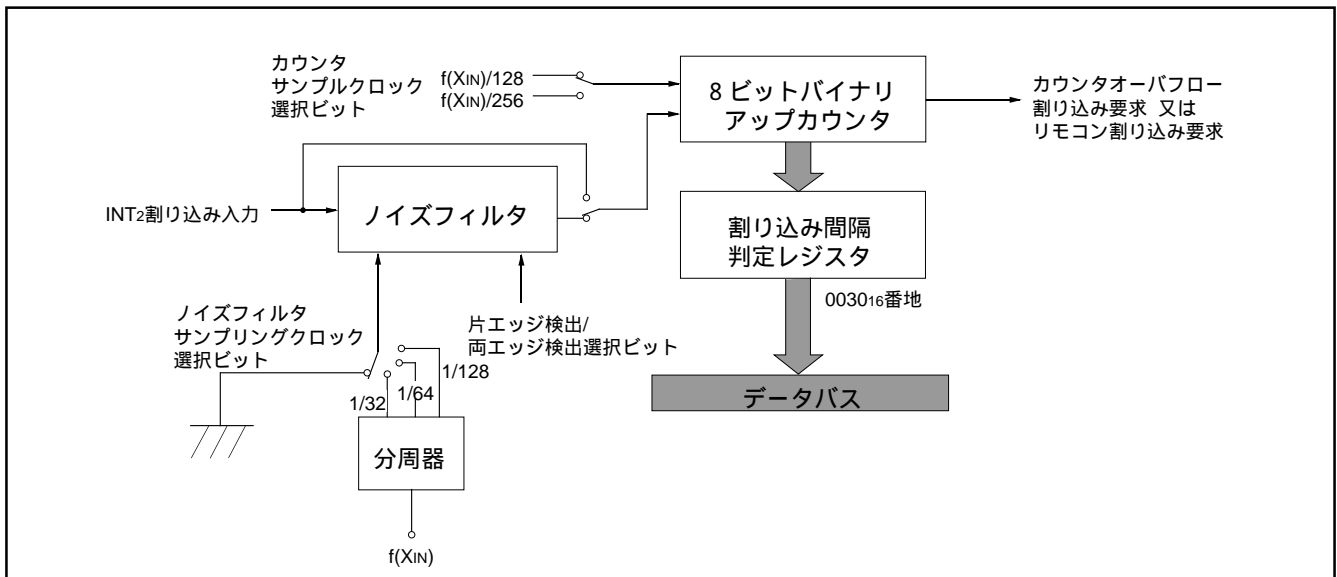 カウンタ
サンプルクロック
選択ビット
f(XIN)/128
f(XIN)/256
8 ビットバイナリ
アップカウンタ
カウンタオーバフロー
割り込み要求 又は
リモコン割り込み要求
INT2割り込み入力
ノイズフィルタ
割り込み間隔
判定レジスタ
003016番地
ノイズフィルタ
サンプリングクロック
選択ビット
片エッジ検出/
両エッジ検出選択ビット
1/128
1/64
1/32
データバス
分周器
f(XIN)